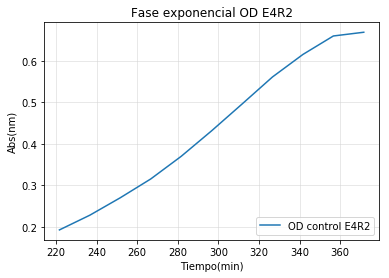 Fase exponencial OD E4R2
Abs(nm)
0.6
0.5
0.4
0.3
0.2
220 240 260 280 300 320 340 360
Tiempo(min)
OD control E4R2